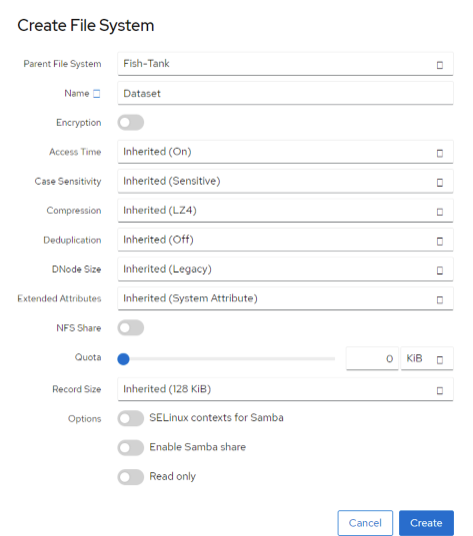 Create File System
Parent File System Fish-Tank
Name Dataset
Encryption
Access Time Inherited (On)
Case Sensitivity Inherited (Sensitive)
Compression Inherited (LZ4)
Deduplication Inherited (Off)
DNode Size Inherited (Legacy)
Extended Attributes Inherited (System Attribute)
NFS Share
Quota 0 KiB
Record Size Inherited (128 KiB)
Options SELinux contexts for Samba
Enable Samba share
Read only
Cancel Create